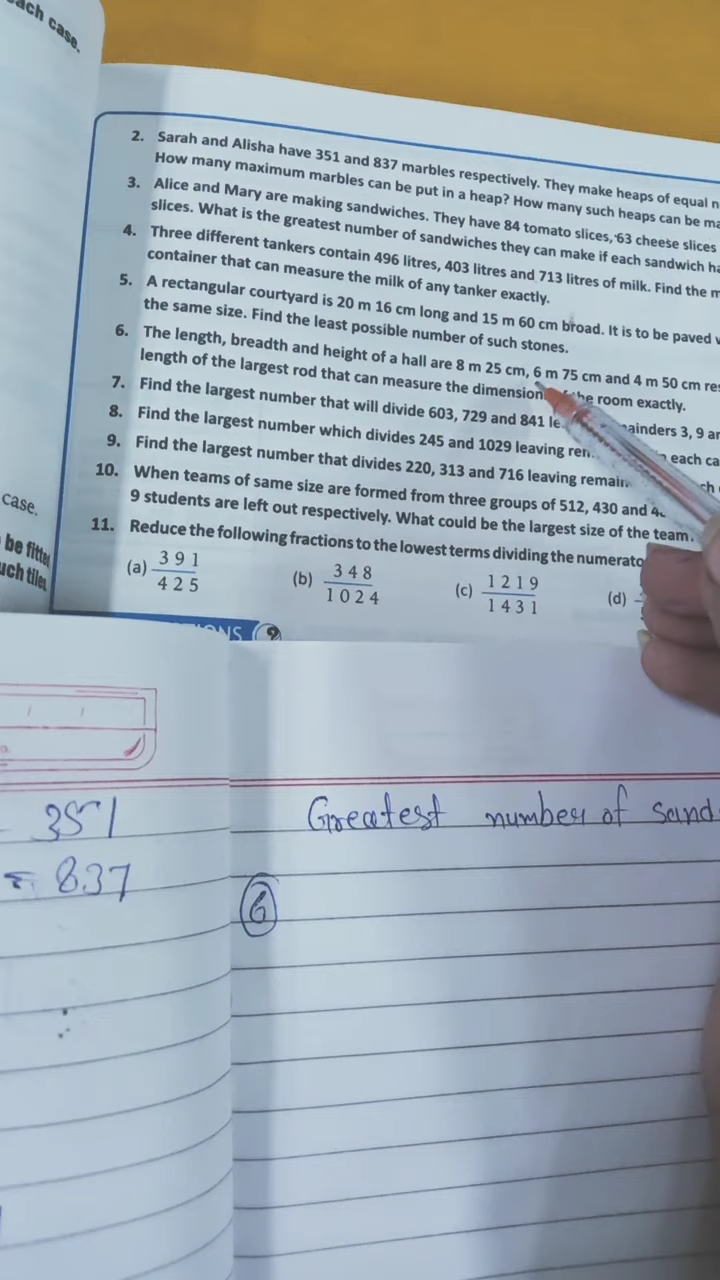 ach case.
2. Sarah and Alisha have 351 and 837 marbles respectively. They make heaps of equal n
How many maximum marbles can be put in a heap? How many such heaps can be ma
3. Alice and Mary are making sandwiches. They have 84 tomato slices, 63 cheese slices
slices. What is the greatest number of sandwiches they can make if each sandwich ha
4. Three different tankers contain 496 litres, 403 litres and 713 litres of milk. Find the m
container that can measure the milk of any tanker exactly.
5. A rectangular courtyard is 20 m 16 cm long and 15 m 60 cm broad. It is to be paved
the same size. Find the least possible number of such stones.
6. The length, breadth and height of a hall are 8 m 25 cm, 6 m 75 cm and 4 m 50 cm res
length of the largest rod that can measure the dimension of the room exactly.
7. Find the largest number that will divide 603, 729 and 841 le ainders 3, 9 an
8. Find the largest number which divides 245 and 1029 leaving ren each ca
9. Find the largest number that divides 220, 313 and 716 leaving remain ch
10. When teams of same size are formed from three groups of 512, 430 and 4
9 students are left out respectively. What could be the largest size of the team.
11. Reduce the following fractions to the lowest terms dividing the numerato
(a) 391/425 (b) 348/1024 (c) 1219/1431 (d)
case.
be fitted
uch tiles
ONS 9
351
= 837
Greatest number of sand
6